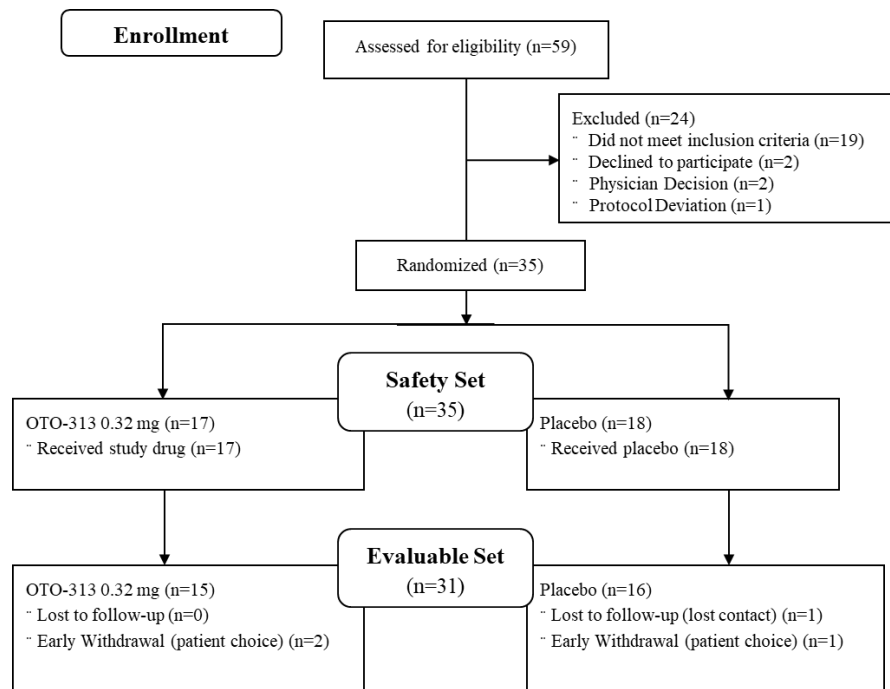 Enrollment
Assessed for eligibility (n=59)
Excluded (n=24)
¨ Did not meet inclusion criteria (n=19)
¨ Declined to participate (n=2)
¨ Physician Decision (n=2)
¨ Protocol Deviation (n=1)
Randomized (n=35)
Safety Set
(n=35)
OTO-313 0.32 mg (n=17)
¨ Received study drug (n=17)
Placebo (n=18)
¨ Received placebo (n=18)
Evaluable Set
(n=31)
OTO-313 0.32 mg (n=15)
¨ Lost to follow-up (n=0)
¨ Early Withdrawal (patient choice) (n=2)
Placebo (n=16)
¨ Lost to follow-up (lost contact) (n=1)
¨ Early Withdrawal (patient choice) (n=1)